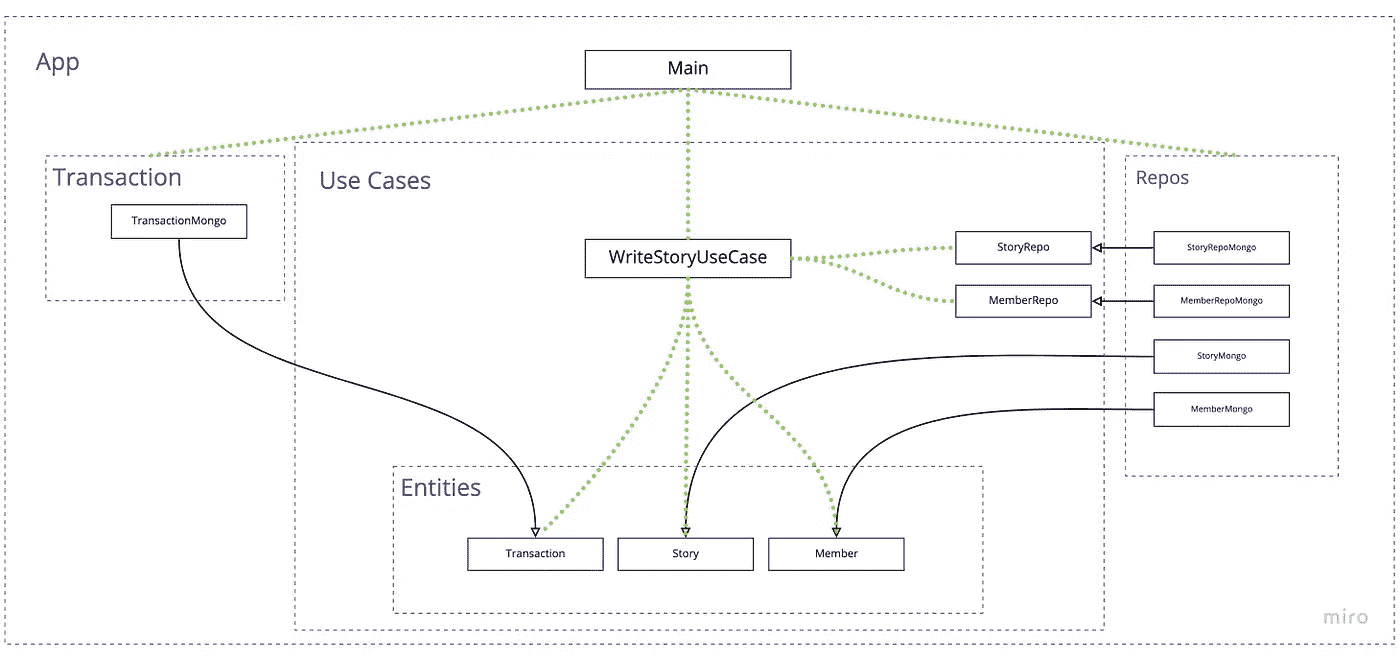 App
Main
Transaction
Use Cases
Repos
TransactionMongo
WriteStoryUseCase
StoryRepo
StoryRepoMongo
MemberRepo
MemberRepoMongo
StoryMongo
MemberMongo
Entities
Transaction
Story
Member
miro